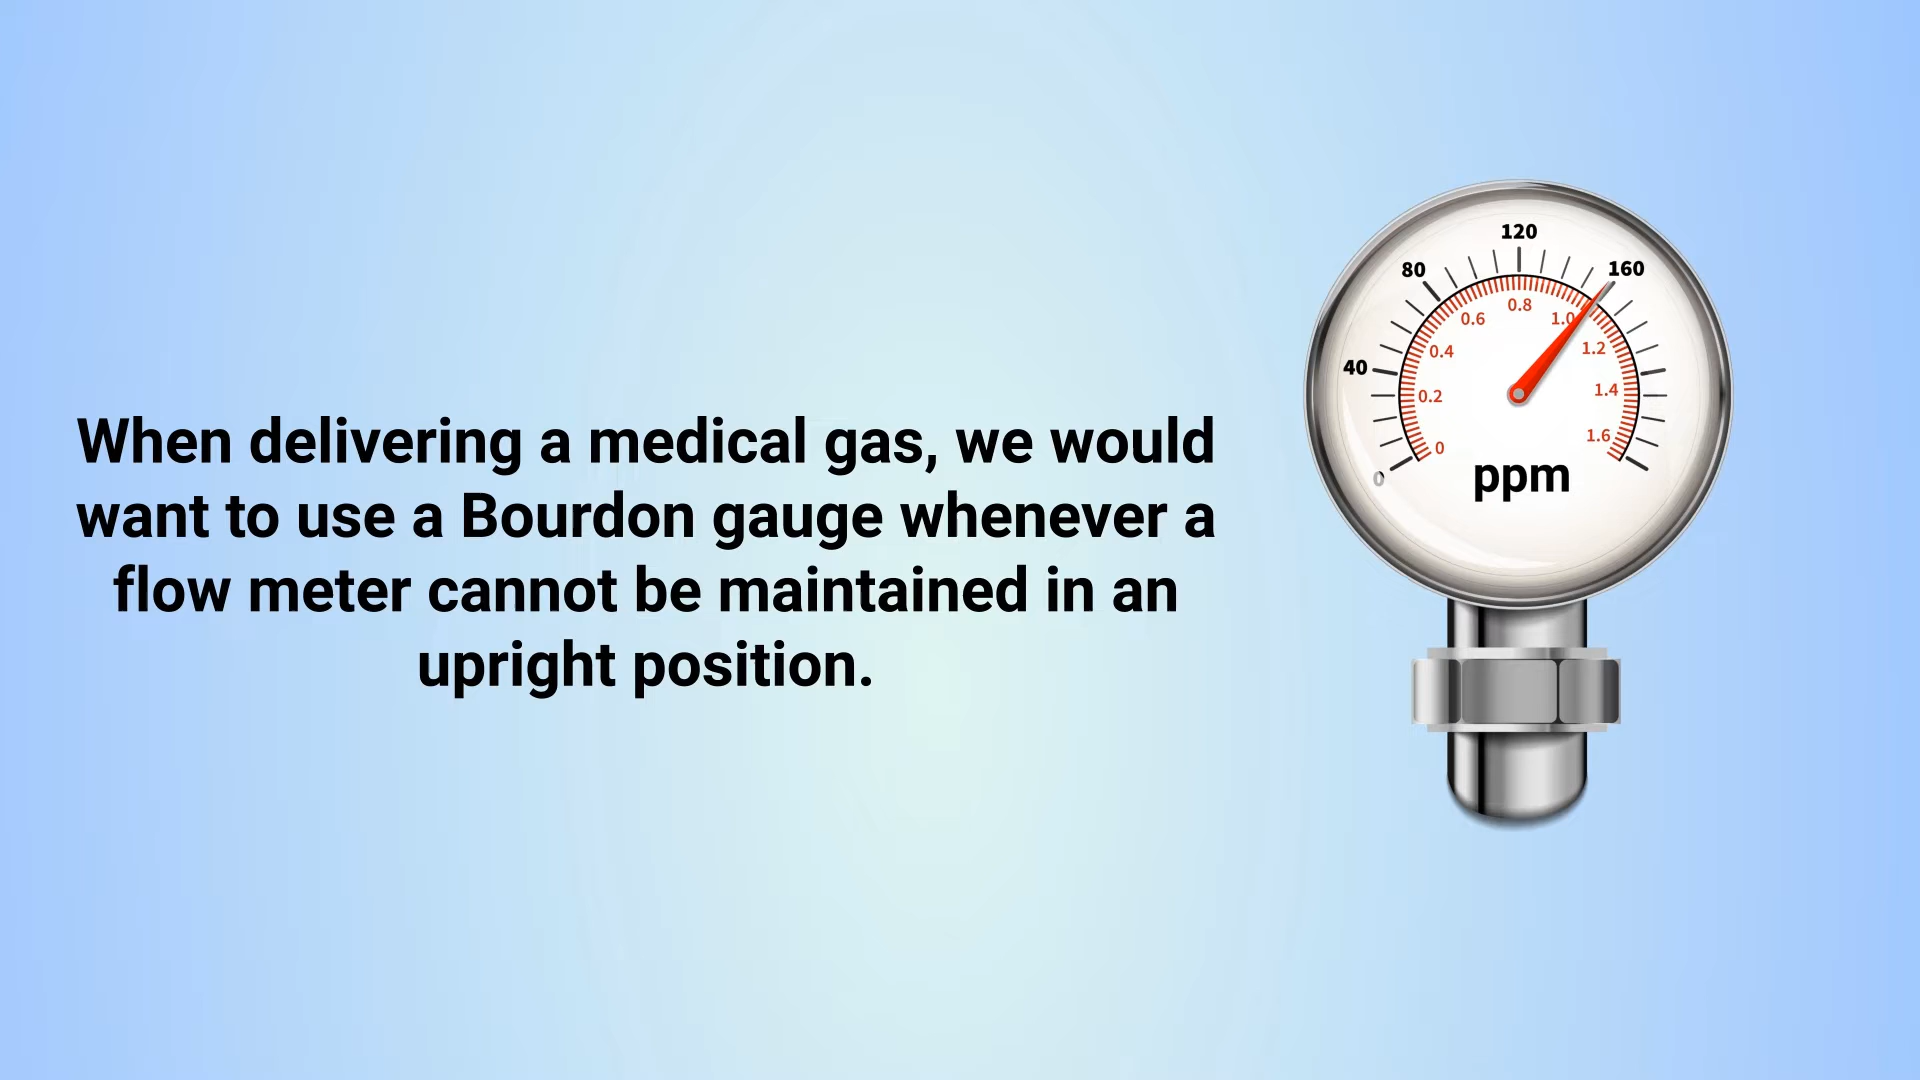 When delivering a medical gas, we would
want to use a Bourdon gauge whenever a
flow meter cannot be maintained in an
upright position.
120
80
160
40
0
0.8
0.6
1.0
0.4
1.2
0.2
1.4
0
1.6
ppm